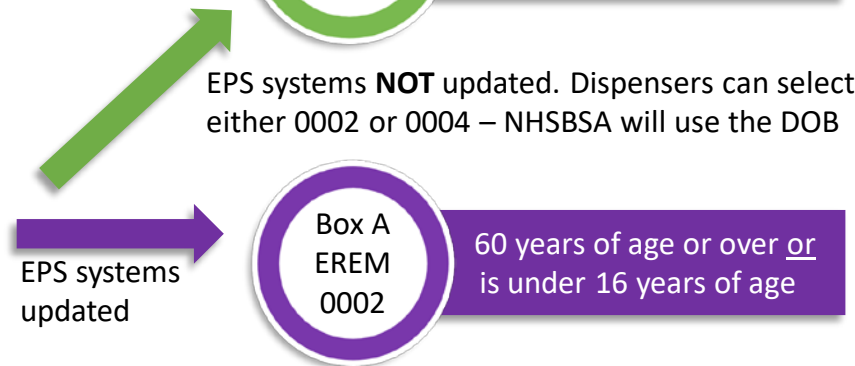 EPS systems NOT updated. Dispensers can select
either 0002 or 0004 – NHSBSA will use the DOB
EPS systems
updated
Box A
EREM
0002
60 years of age or over or
is under 16 years of age